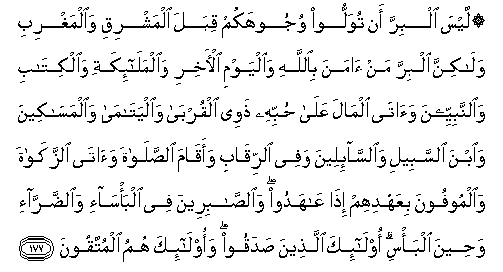 ۞ لَّيْسَ ٱلْبِرَّ أَن تُوَلُّوا۟ وُجُوهَكُمْ قِبَلَ ٱلْمَشْرِقِ وَٱلْمَغْرِبِ
وَلَـٰكِنَّ ٱلْبِرَّ مَنْ ءَامَنَ بِٱللَّهِ وَٱلْيَوْمِ ٱلْـَٔاخِرِ وَٱلْمَلَـٰٓئِكَةِ وَٱلْكِتَـٰبِ
وَٱلنَّبِيِّـۧنَ وَءَاتَى ٱلْمَالَ عَلَىٰ حُبِّهِۦ ذَوِى ٱلْقُرْبَىٰ وَٱلْيَتَـٰمَىٰ وَٱلْمَسَـٰكِينَ
وَٱبْنَ ٱلسَّبِيلِ وَٱلسَّآئِلِينَ وَفِى ٱلرِّقَابِ وَأَقَامَ ٱلصَّلَوٰةَ وَءَاتَى ٱلزَّكَوٰةَ
وَٱلْمُوفُونَ بِعَهْدِهِمْ إِذَا عَـٰهَدُوا۟ ۖ وَٱلصَّـٰبِرِينَ فِى ٱلْبَأْسَآءِ وَٱلضَّرَّآءِ
وَحِينَ ٱلْبَأْسِ ۗ أُو۟لَـٰٓئِكَ ٱلَّذِينَ صَدَقُوا۟ ۖ وَأُو۟لَـٰٓئِكَ هُمُ ٱلْمُتَّقُونَ ١٧٧